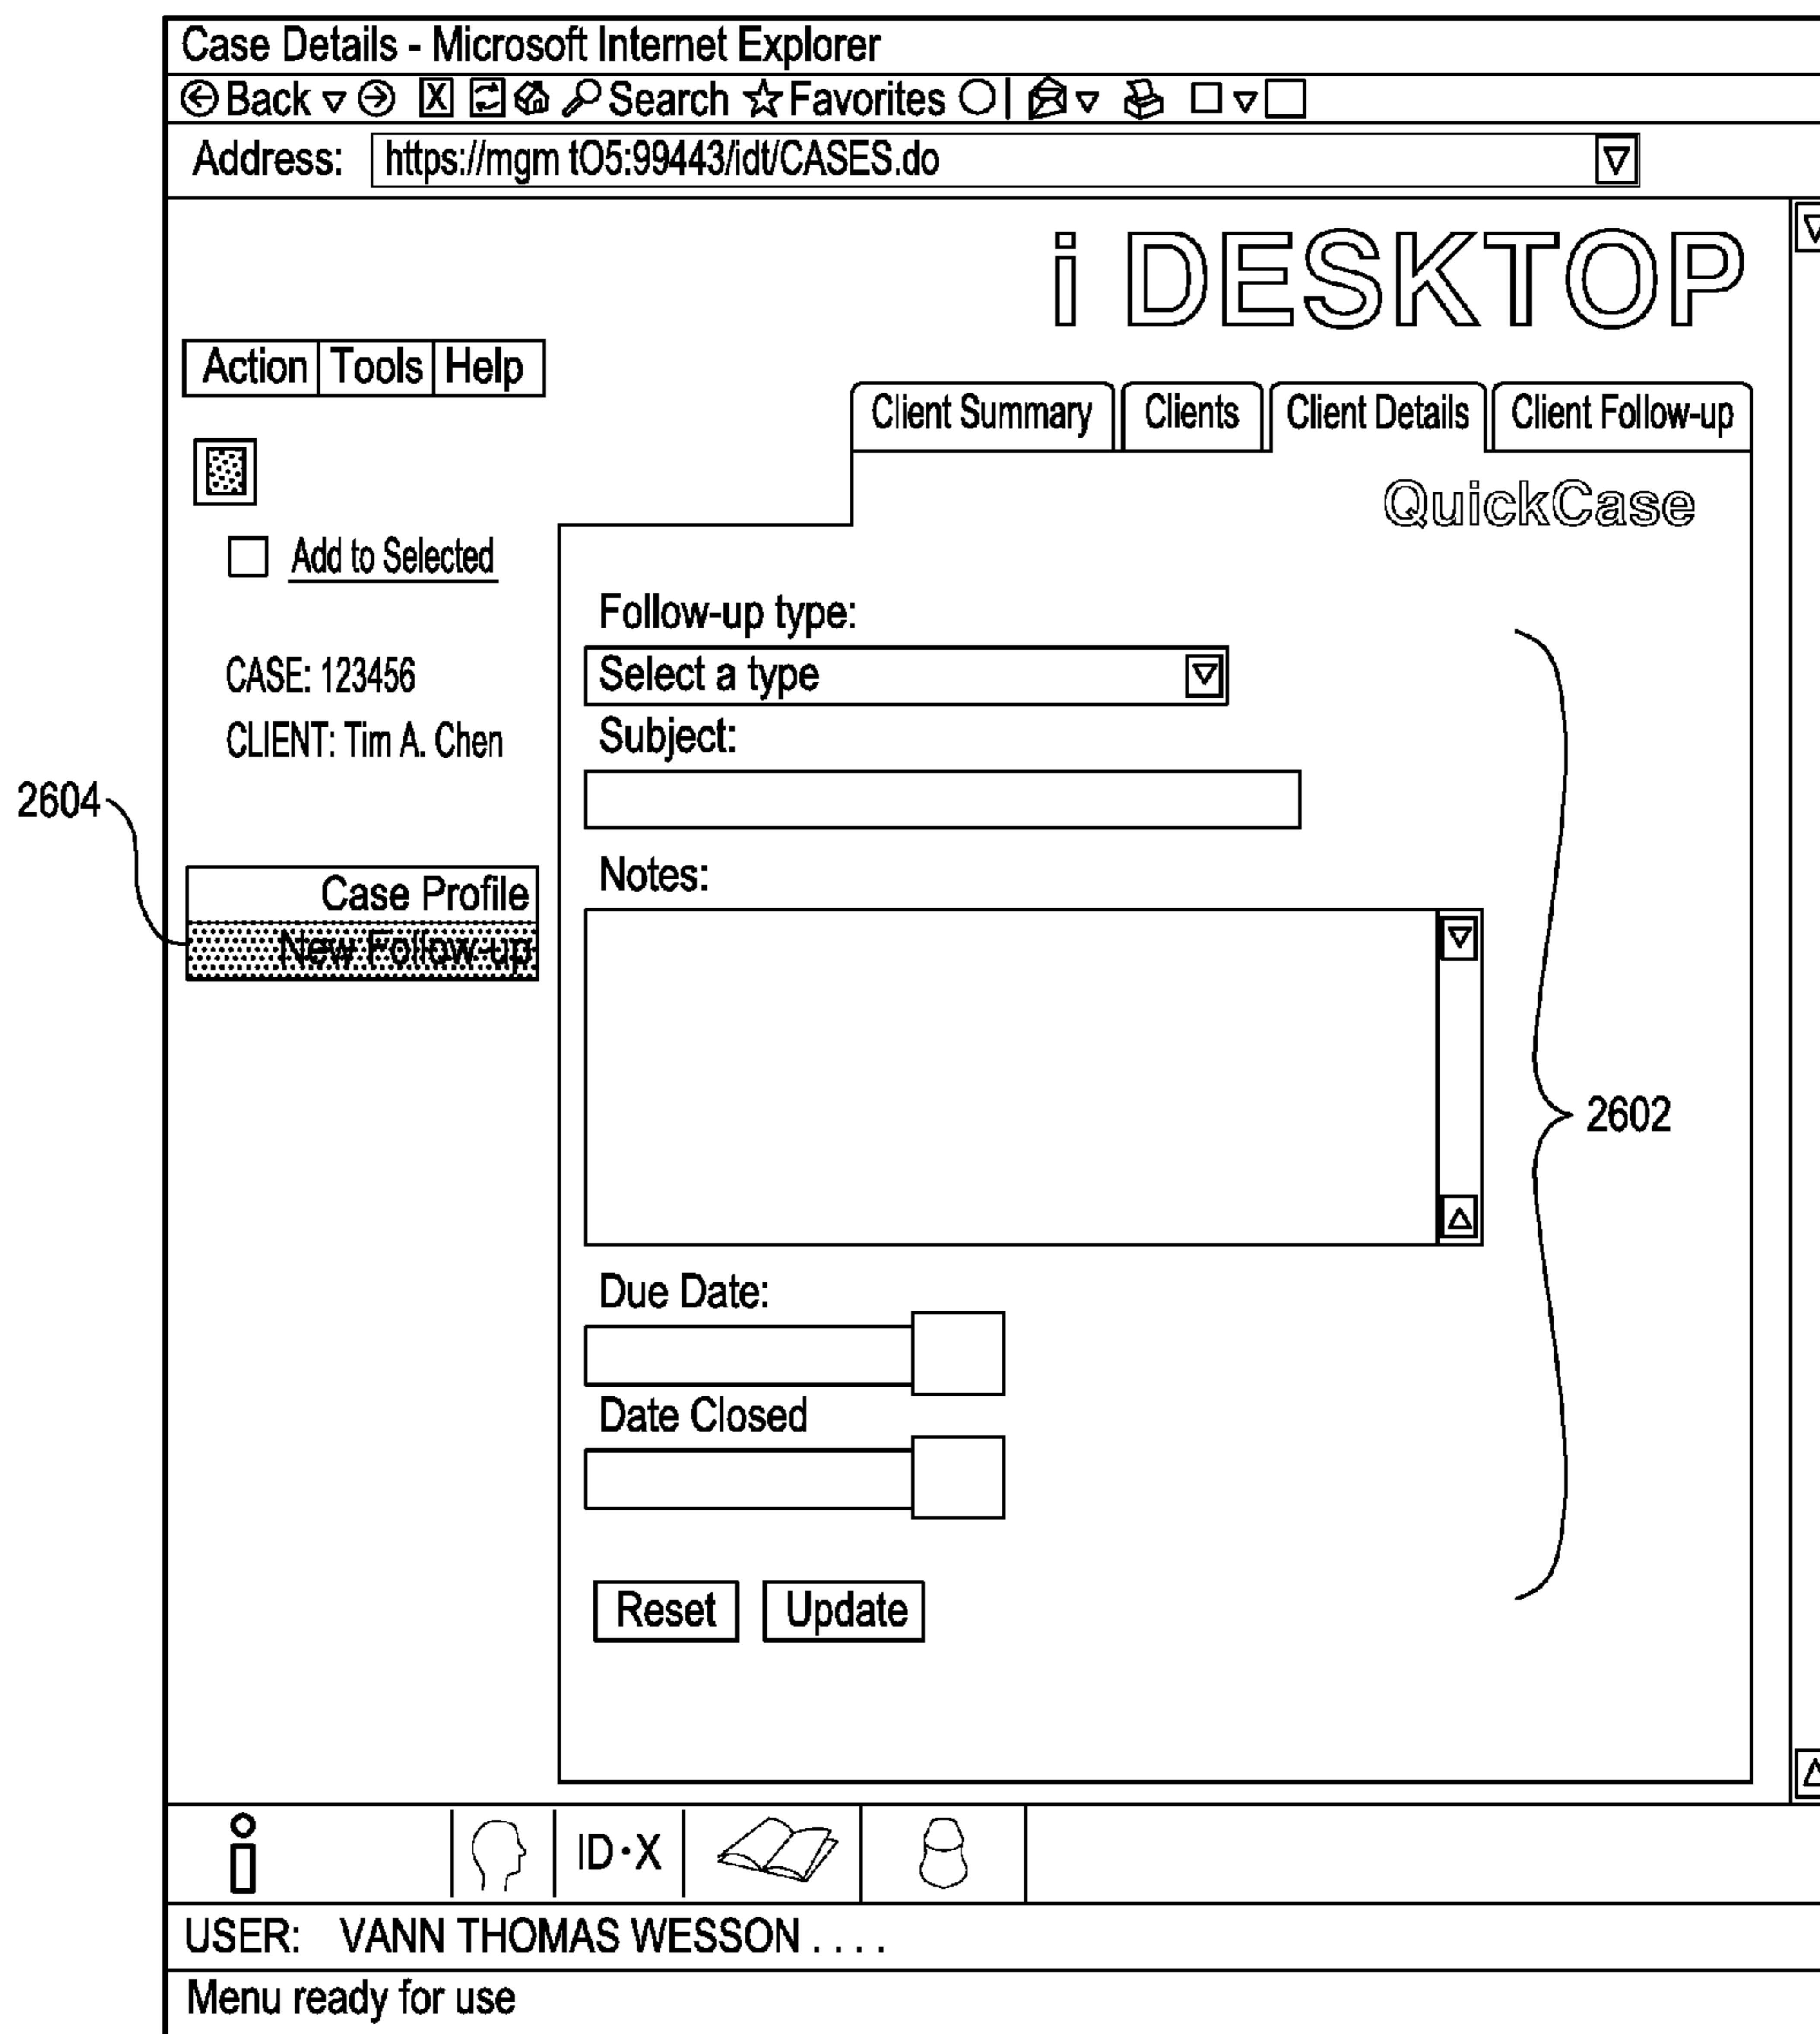 Case Details - Microsoft Internet Explorer
Back X Search Favorites
Address: https://mgm tO5:99443/idt/CASES.do
i DESKTOP
Action Tools Help
Client Summary Clients Client Details Client Follow-up
QuickCase
Add to Selected
Follow-up type:
CASE: 123456
Select a type
CLIENT: Tim A. Chen
Subject:
2604
Case Profile
Notes:
New Follow-up
2602
Due Date:
Date Closed
Reset Update
i ID·X
USER: VANN THOMAS WESSON . . . .
Menu ready for use